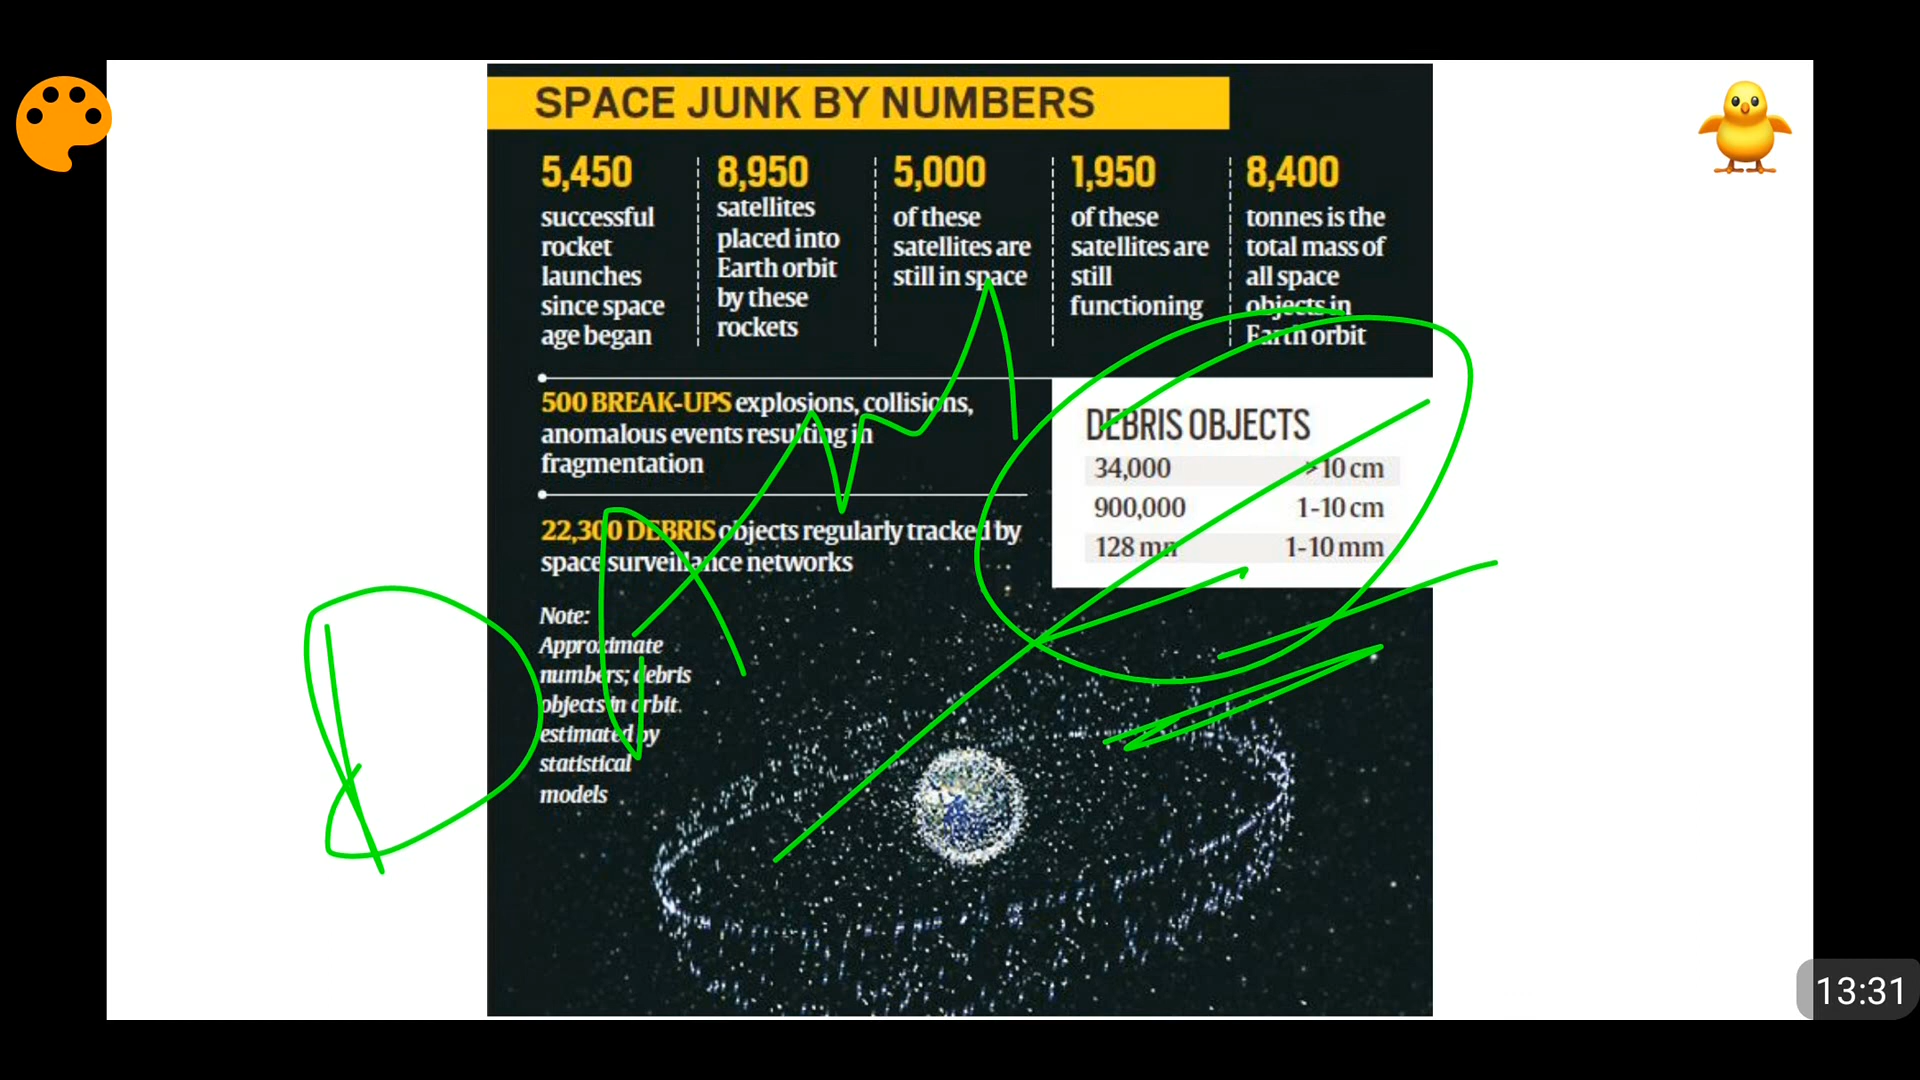 SPACE JUNK BY NUMBERS
5,450
successful
rocket
launches
since space
age began
8,950
satellites
placed into
Earth orbit
by these
rockets
5,000
of these
satellites are
still in space
1,950
of these
satellites are
still
functioning
8,400
tonnes is the
total mass of
all space
objects in
Earth orbit
500 BREAK-UPS explosions, collisions,
anomalous events resulting in
fragmentation
22,300 DEBRIS objects regularly tracked by
space surveillance networks
DEBRIS OBJECTS
34,000 >10 cm
900,000 1-10 cm
128 mn 1-10 mm
Note:
Approximate
numbers; debris
objects in orbit
estimated by
statistical
models
13:31